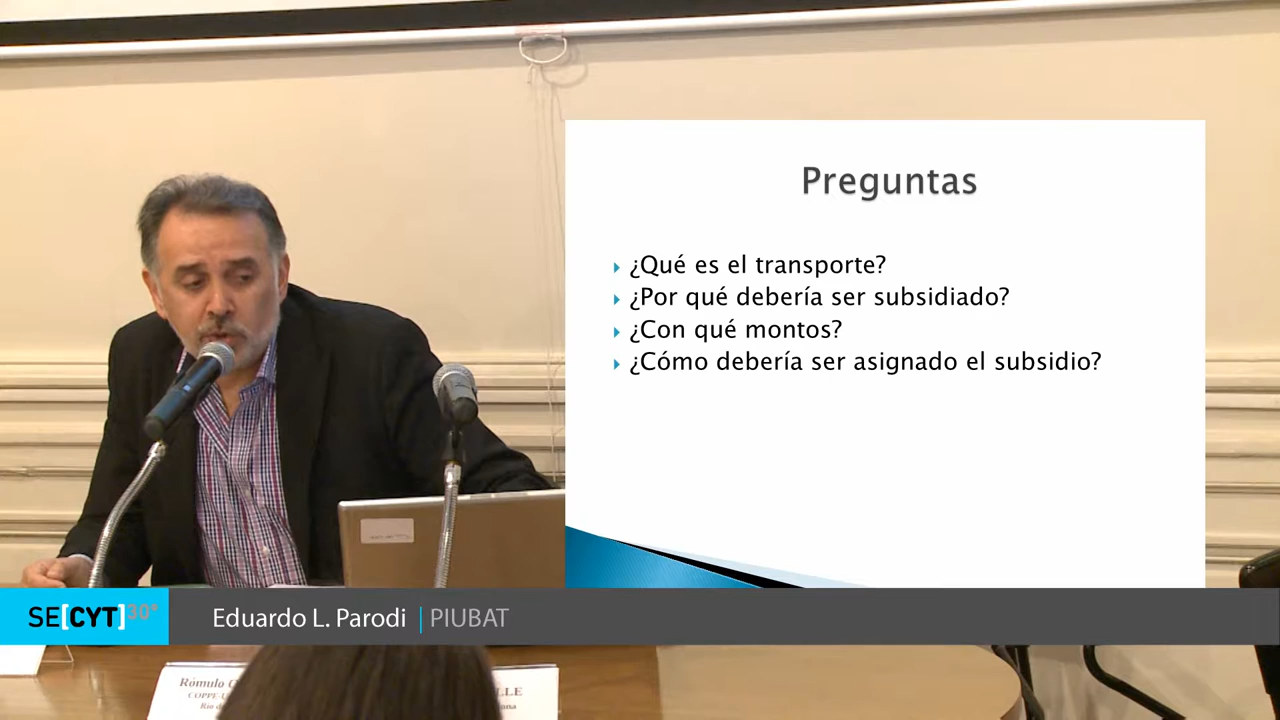 Preguntas
¿Qué es el transporte?
¿Por qué debería ser subsidiado?
¿Con qué montos?
¿Cómo debería ser asignado el subsidio?
SE[CYT]30°
Eduardo L. Parodi | PIUBAT
Rómulo